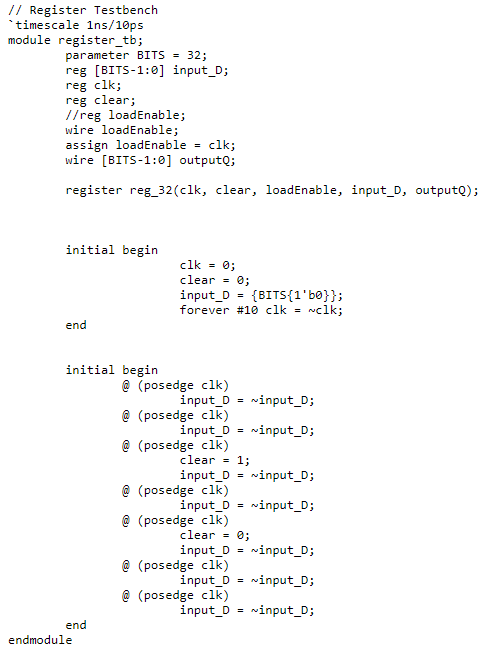 // Register Testbench
`timescale 1ns/10ps
module register_tb;
parameter BITS = 32;
reg [BITS-1:0] input_D;
reg clk;
reg clear;
//reg loadEnable;
wire loadEnable;
assign loadEnable = clk;
wire [BITS-1:0] outputQ;
register reg_32(clk, clear, loadEnable, input_D, outputQ);
initial begin
clk = 0;
clear = 0;
input_D = {BITS{1'b0}};
forever #10 clk = ~clk;
end
initial begin
@ (posedge clk)
input_D = ~input_D;
@ (posedge clk)
input_D = ~input_D;
@ (posedge clk)
clear = 1;
input_D = ~input_D;
@ (posedge clk)
input_D = ~input_D;
@ (posedge clk)
clear = 0;
input_D = ~input_D;
@ (posedge clk)
input_D = ~input_D;
@ (posedge clk)
input_D = ~input_D;
end
endmodule